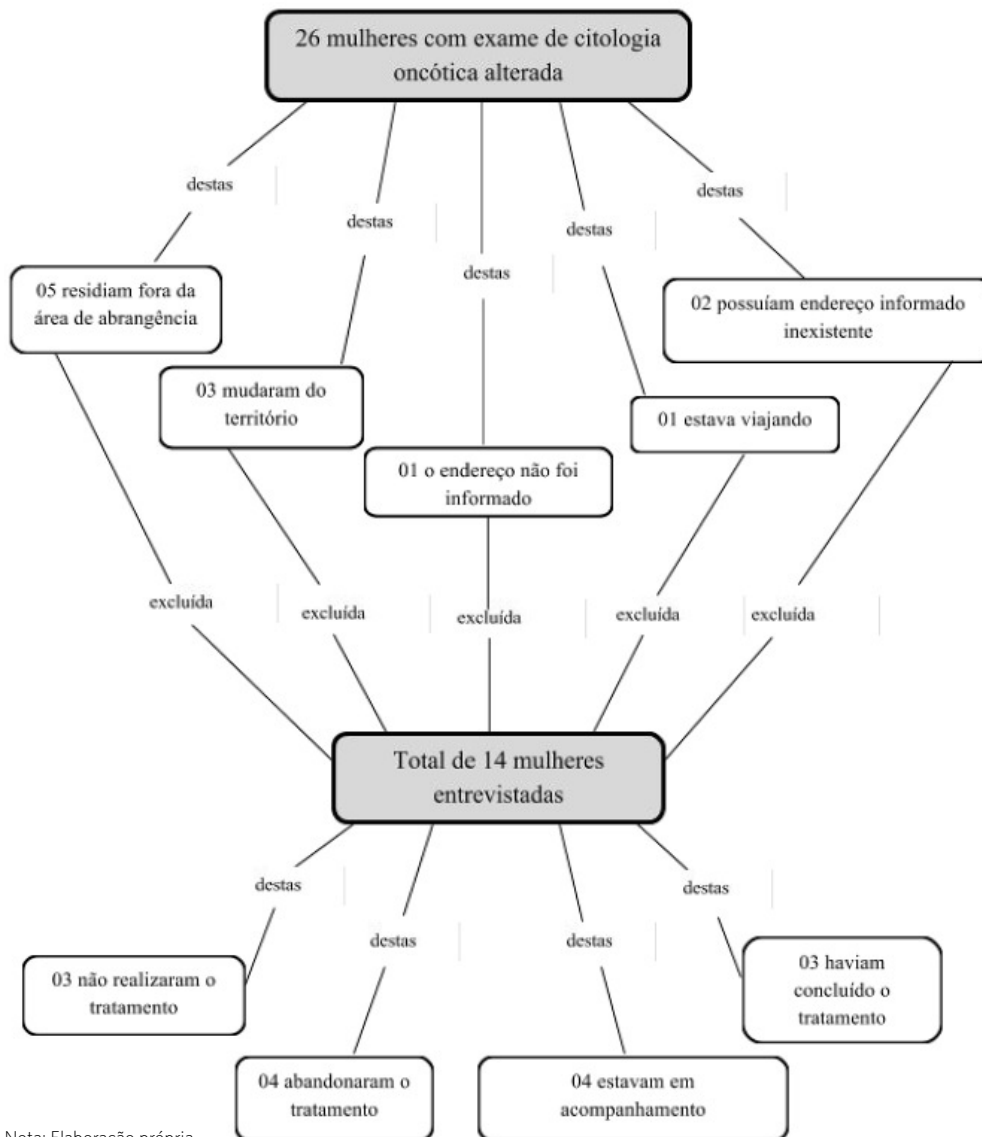 26 mulheres com exame de citologia
oncótica alterada
destas
destas
destas
destas
destas
05 residiam fora da
área de abrangência
03 mudaram do
território
01 o endereço não foi
informado
01 estava viajando
02 possuíam endereço informado
inexistente
excluída
excluída
excluída
excluída
excluída
Total de 14 mulheres
entrevistadas
destas
destas
destas
destas
03 não realizaram o
tratamento
04 abandonaram o
tratamento
04 estavam em
acompanhamento
03 haviam
concluído o
tratamento
Nota: Elaboração própria